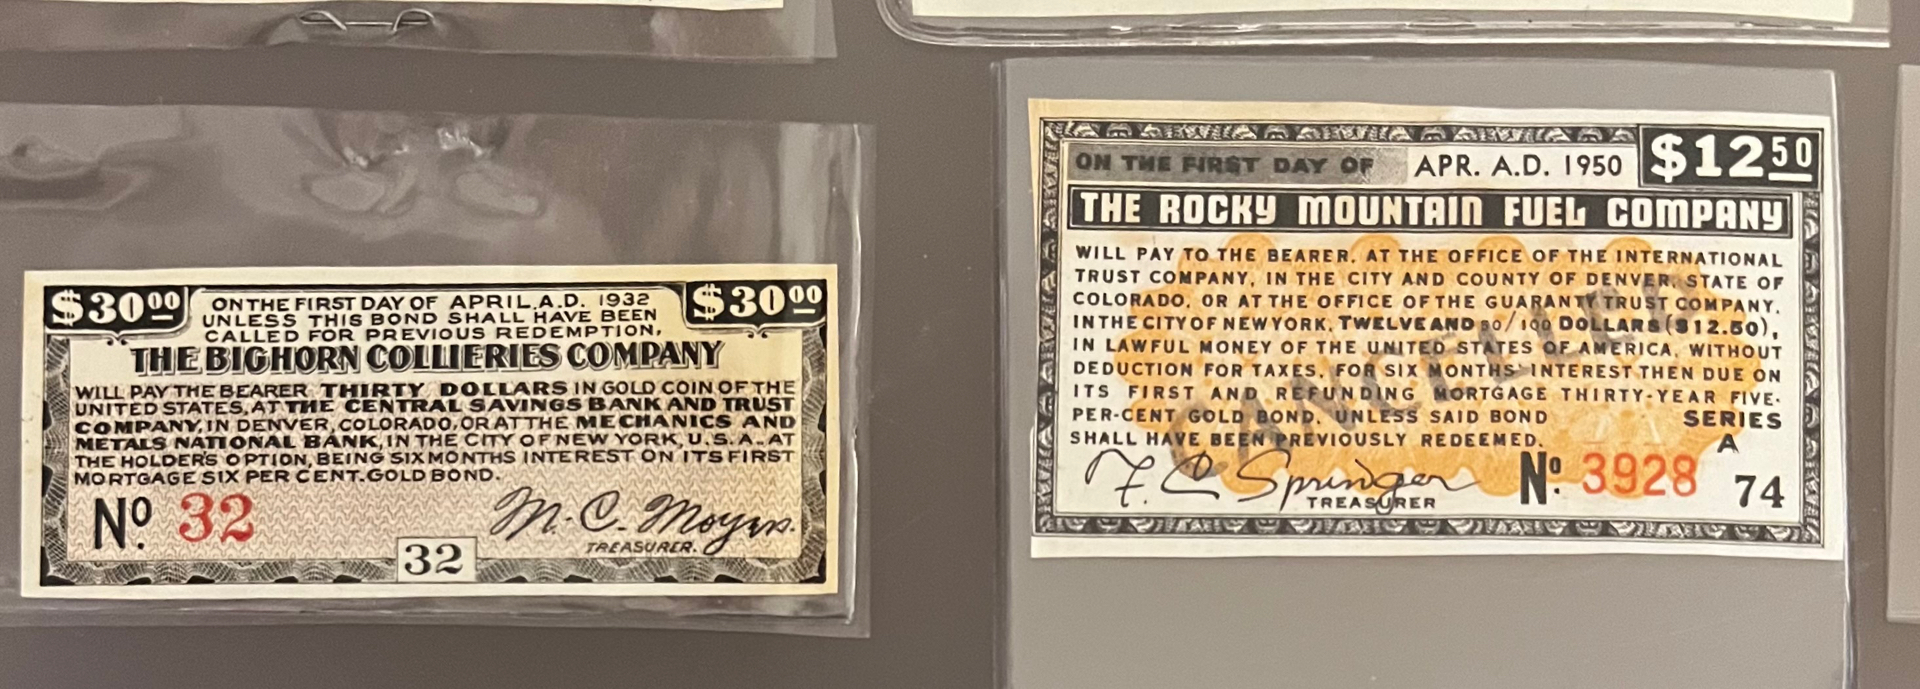 $30 00
ON THE FIRST DAY OF APRIL, A.D. 1932
UNLESS THIS BOND SHALL HAVE BEEN
CALLED FOR PREVIOUS REDEMPTION,
$30 00
THE BIGHORN COLLIERIES COMPANY
WILL PAY THE BEARER, THIRTY DOLLARS IN GOLD COIN OF THE
UNITED STATES, AT THE CENTRAL SAVINGS BANK AND TRUST
COMPANY, IN DENVER, COLORADO, OR AT THE MECHANICS AND
METALS NATIONAL BANK, IN THE CITY OF NEW YORK, U.S.A. AT
THE HOLDER'S OPTION, BEING SIX MONTHS INTEREST ON ITS FIRST
MORTGAGE SIX PER CENT. GOLD BOND.
No. 32
M. C. Moyers.
TREASURER.
32
ON THE FIRST DAY OF APR. A.D. 1950 $12 50
THE ROCKY MOUNTAIN FUEL COMPANY
WILL PAY TO THE BEARER, AT THE OFFICE OF THE INTERNATIONAL
TRUST COMPANY, IN THE CITY AND COUNTY OF DENVER, STATE OF
COLORADO, OR AT THE OFFICE OF THE GUARANTY TRUST COMPANY,
IN THE CITY OF NEW YORK, TWELVE AND 50/100 DOLLARS ($12.50),
IN LAWFUL MONEY OF THE UNITED STATES OF AMERICA, WITHOUT
DEDUCTION FOR TAXES, FOR SIX MONTHS' INTEREST THEN DUE ON
ITS FIRST AND REFUNDING MORTGAGE THIRTY-YEAR FIVE-
PER-CENT GOLD BOND, UNLESS SAID BOND
SHALL HAVE BEEN PREVIOUSLY REDEEMED.
SERIES
A
CANCELLED
F. C Springer
TREASURER
No. 3928
74